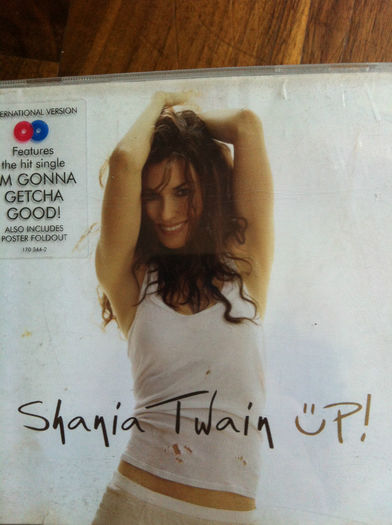 ERNATIONAL VERSION
Features
the hit single
'M GONNA
GETCHA
GOOD!
ALSO INCLUDES
POSTER FOLDOUT
170 344-2
Shania Twain UP!